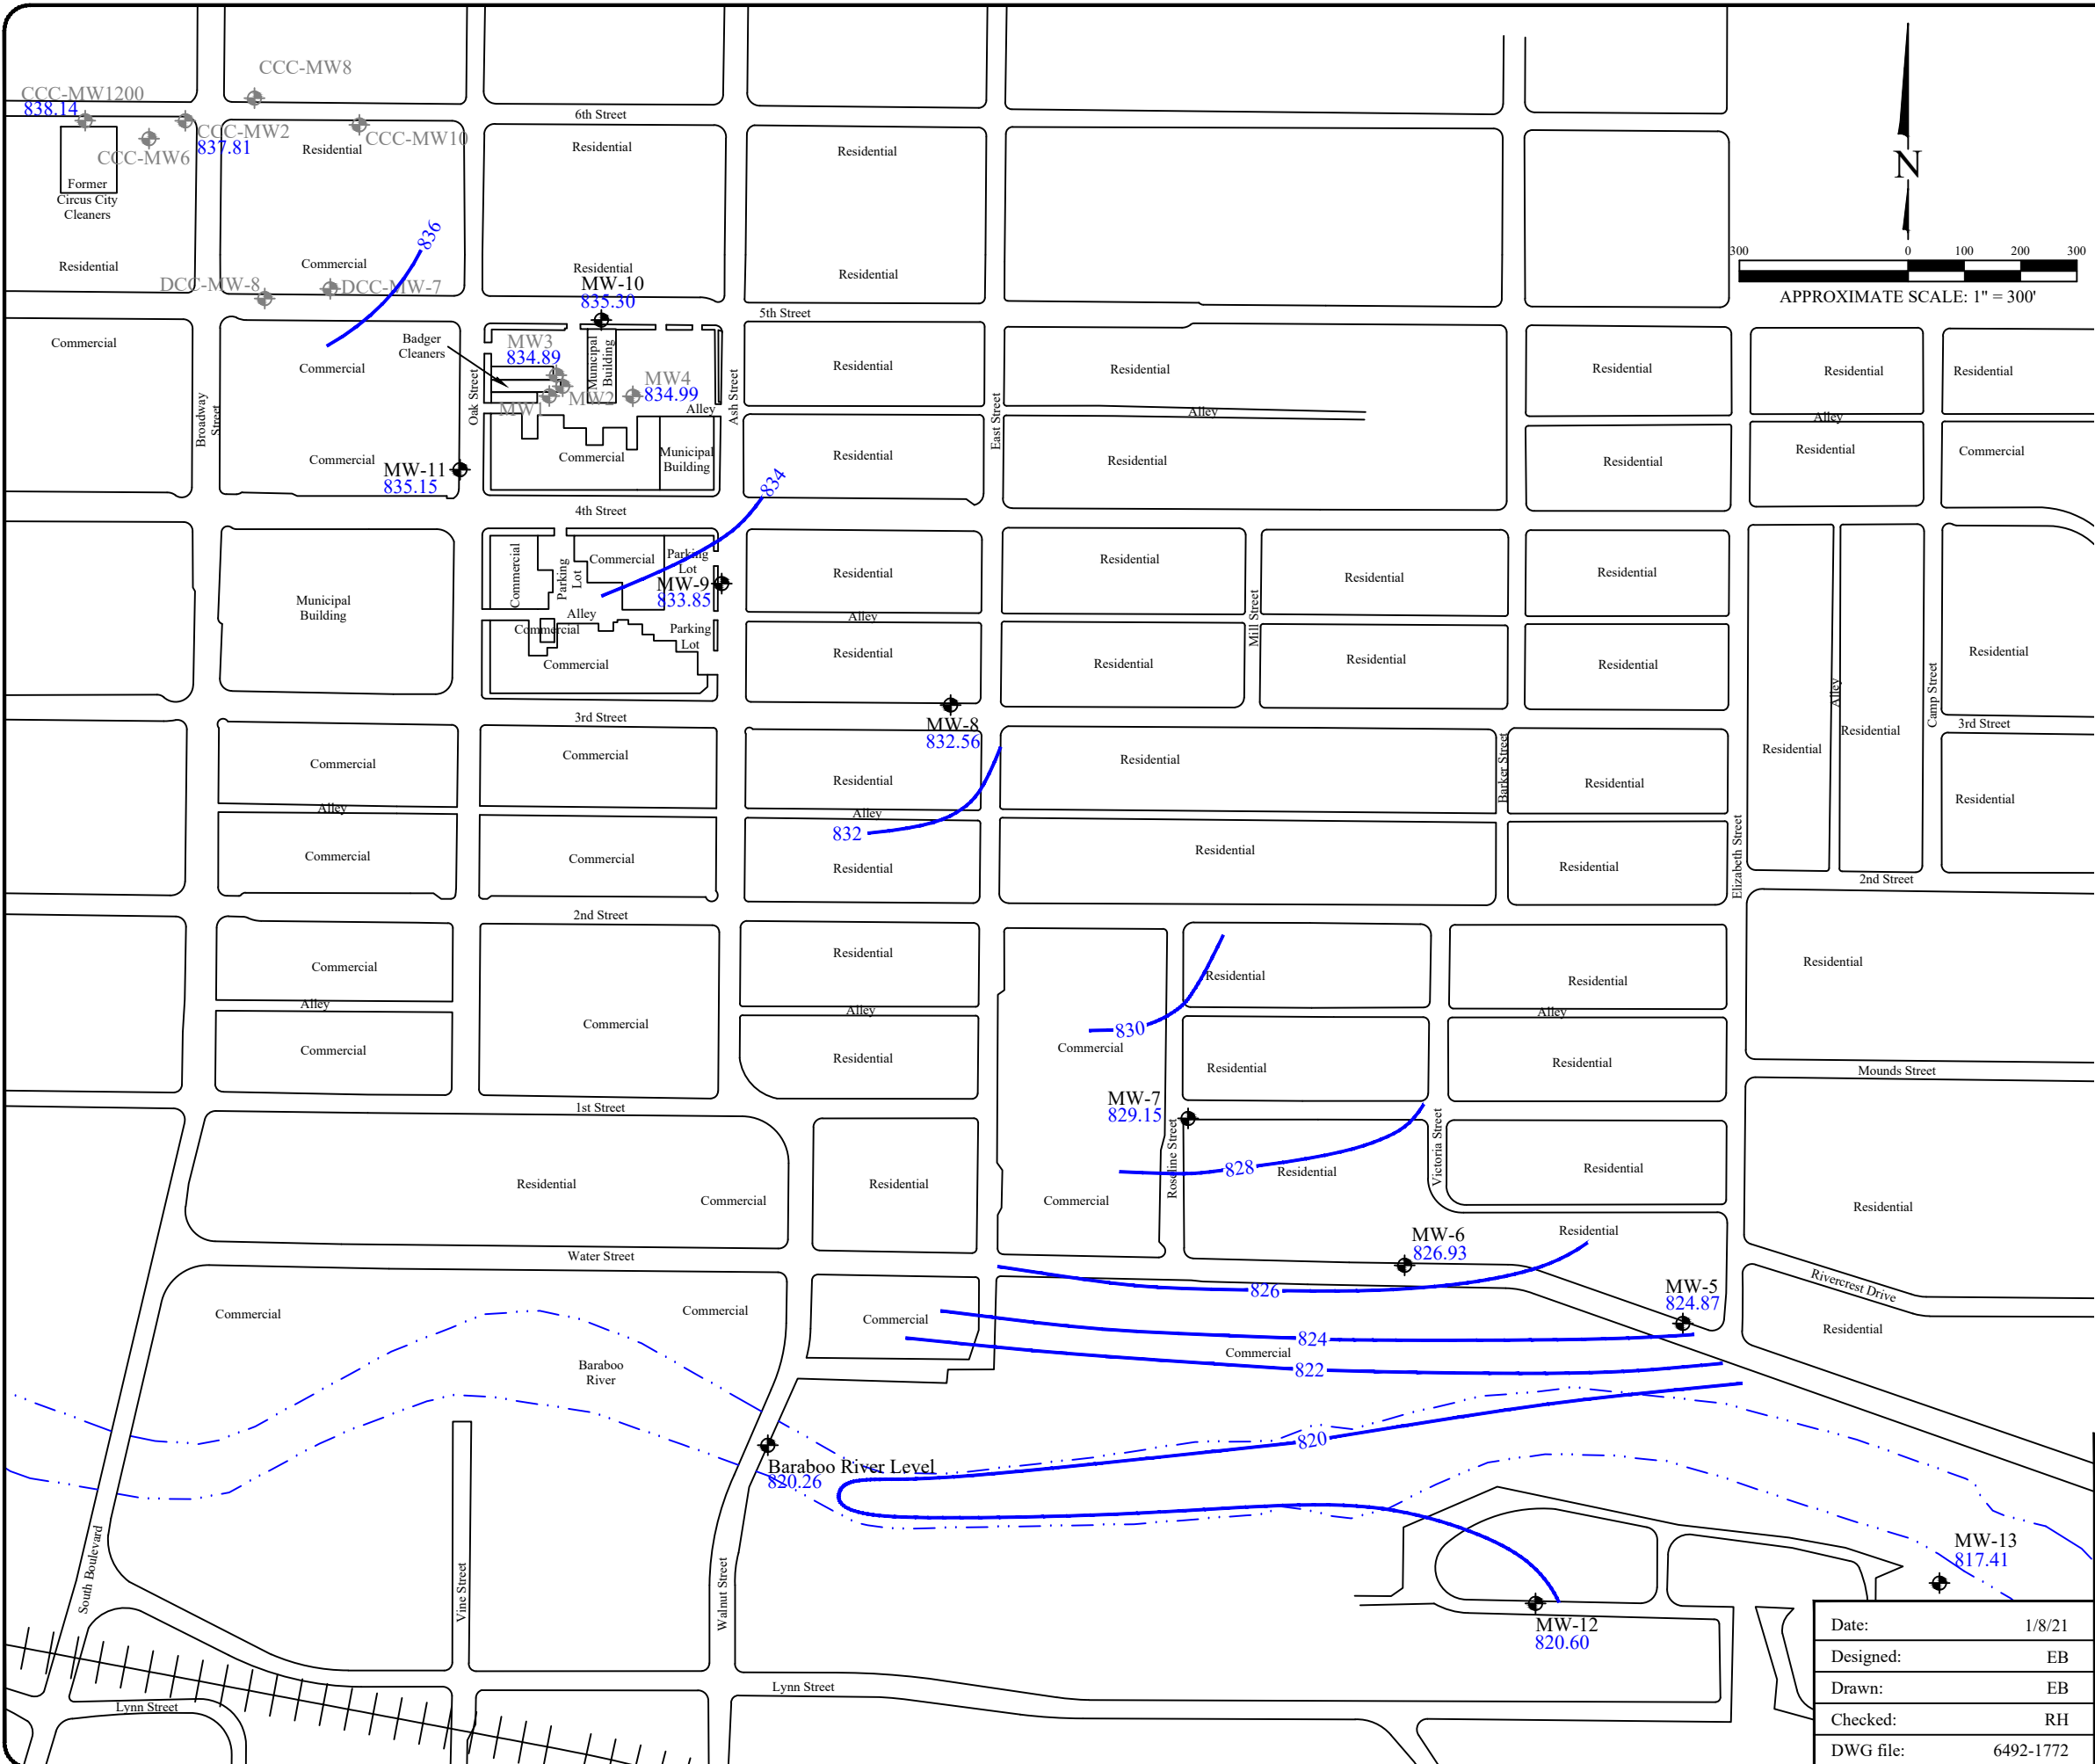 CCC-MW8
CCC-MW1200
838.14
CCC-MW2
837.81
CCC-MW6
CCC-MW10
6th Street
Residential
Residential
Residential
Former
Circus City
Cleaners
N
836
Residential
Commercial
Residential
Residential
300
0
100
200
300
APPROXIMATE SCALE: 1" = 300'
DCC-MW-8
DCC-MW-7
MW-10
835.30
5th Street
Commercial
Commercial
Badger
Cleaners
MW3
834.89
Municipal
Building
MW4
834.99
MW1
MW2
Alley
Oak Street
Ash Street
Broadway
Street
East Street
Residential
Residential
Alley
Residential
Residential
Residential
Alley
Commercial
MW-11
835.15
Commercial
Municipal
Building
Residential
Residential
Residential
Residential
Commercial
834
4th Street
Commercial
Parking
Lot
Commercial
Parking
Lot
MW-9
833.85
Municipal
Building
Residential
Residential
Residential
Residential
Alley
Commercial
Alley
Mill Street
Parking
Lot
Commercial
Residential
Residential
Residential
Residential
Residential
Alley
Camp Street
MW-8
832.56
3rd Street
3rd Street
Commercial
Commercial
Residential
Residential
Barker Street
Residential
Residential
Residential
Residential
Alley
Alley
832
Commercial
Commercial
Residential
Residential
Residential
Elizabeth Street
2nd Street
2nd Street
Commercial
Residential
Residential
Residential
Residential
Alley
Alley
Alley
Commercial
Commercial
Residential
830
Commercial
Residential
Residential
Mounds Street
1st Street
MW-7
829.15
Roseline Street
Victoria Street
828
Residential
Residential
Residential
Commercial
Residential
Commercial
Residential
Residential
Water Street
MW-6
826.93
826
MW-5
824.87
Rivercrest Drive
Commercial
Commercial
Commercial
824
Commercial
822
Residential
Baraboo
River
820
Baraboo River Level
820.26
South Boulevard
Vine Street
Walnut Street
MW-13
817.41
MW-12
820.60
Lynn Street
Lynn Street
Date: 1/8/21
Designed: EB
Drawn: EB
Checked: RH
DWG file: 6492-1772